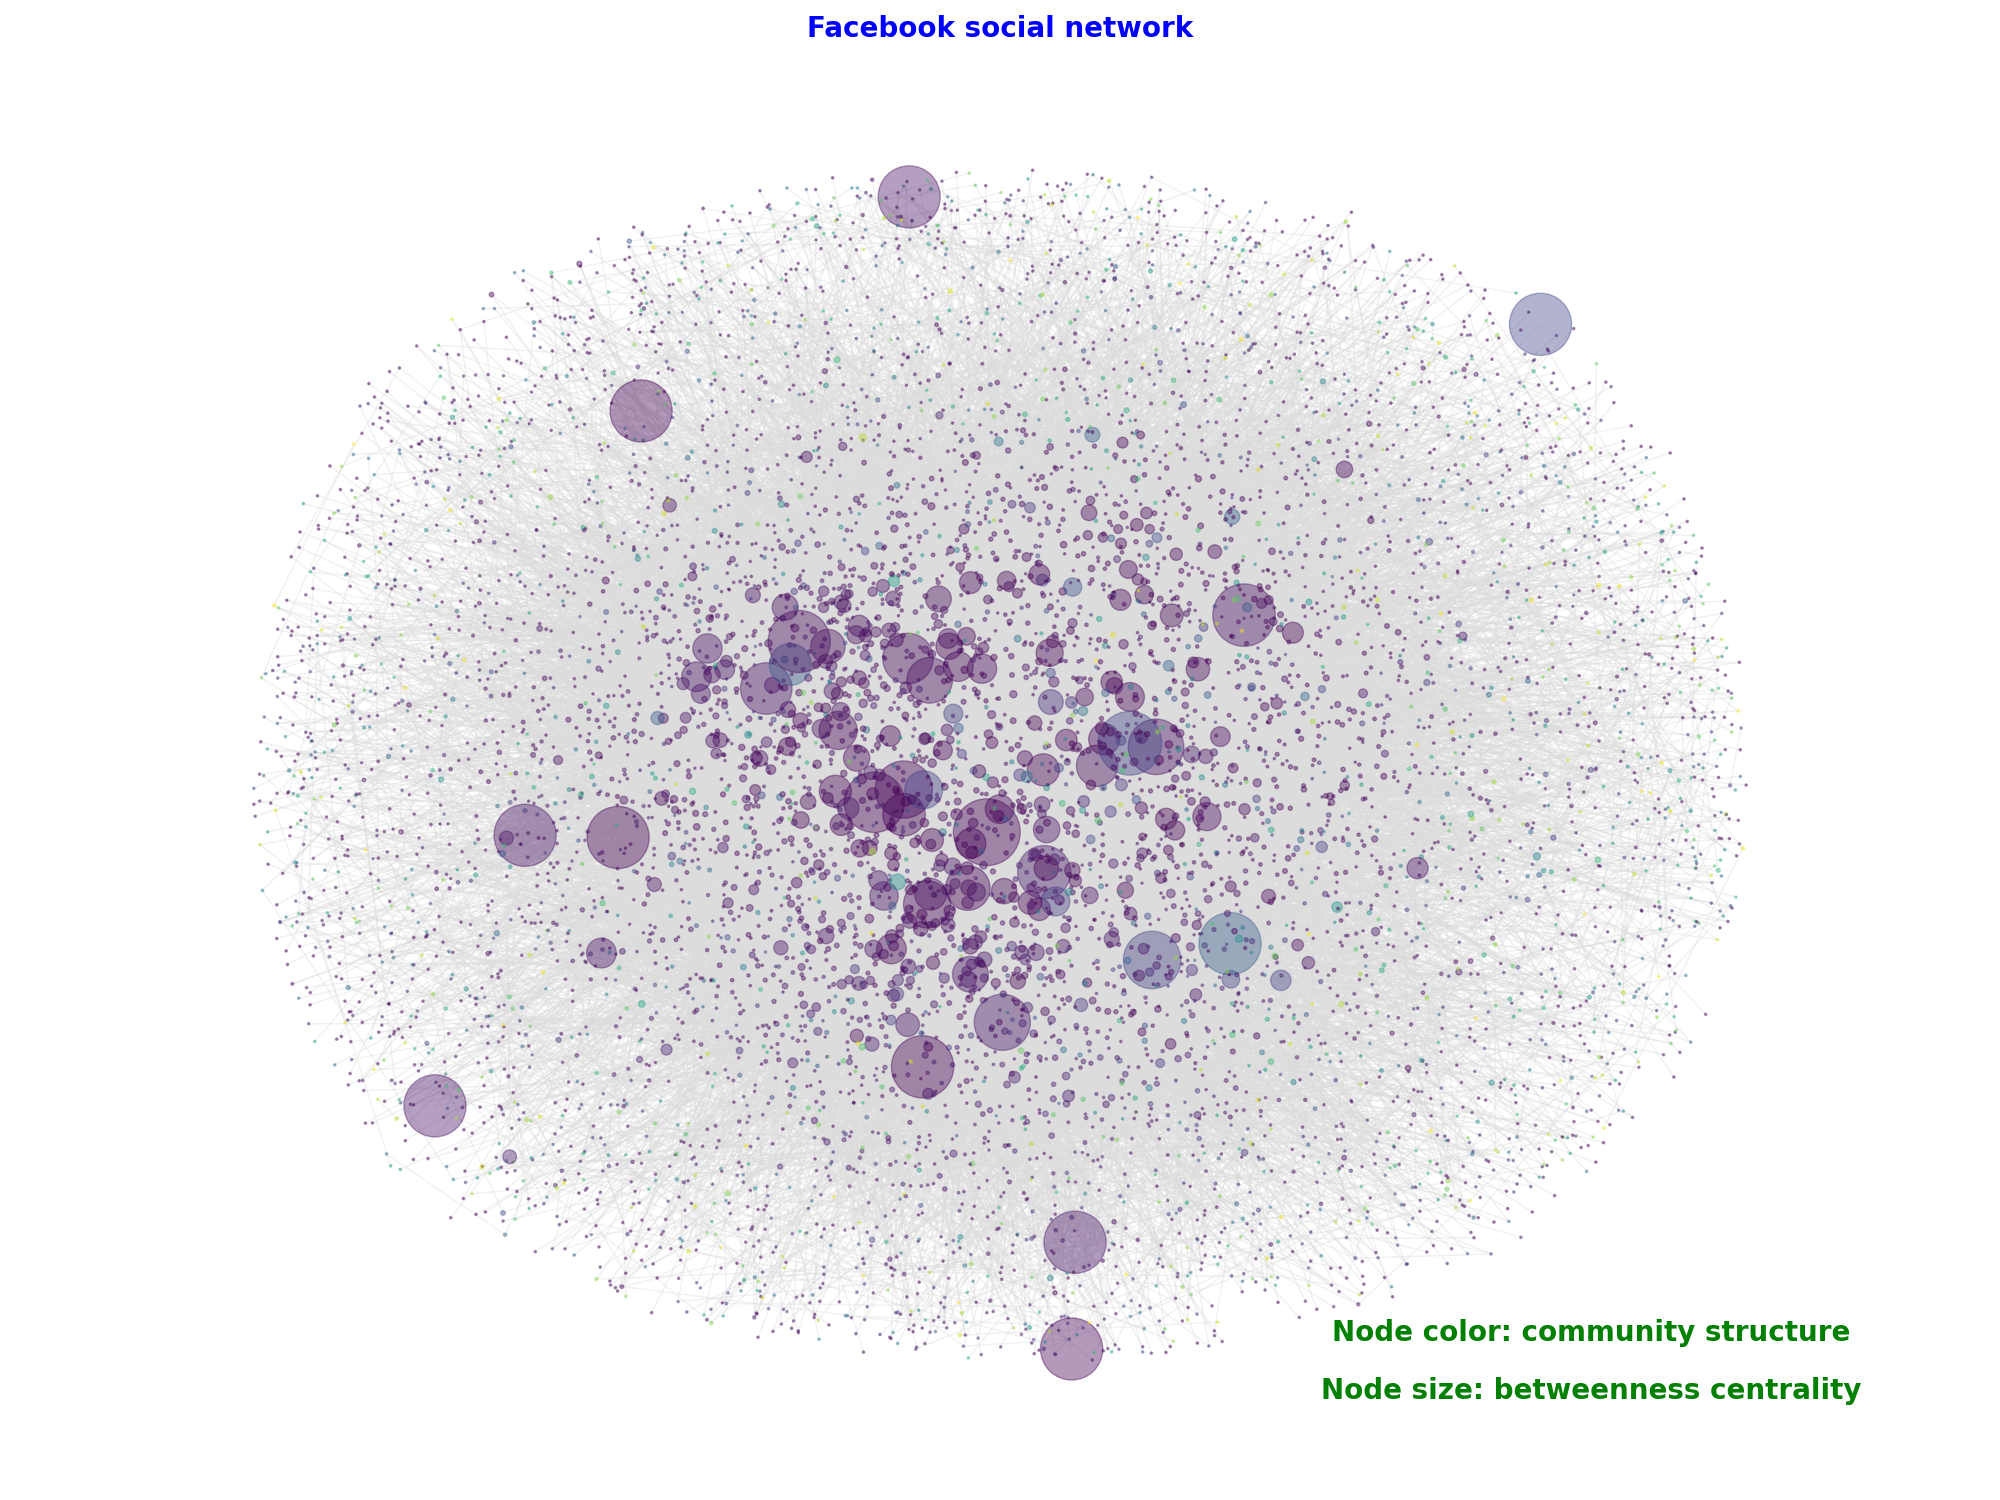 Facebook social network
Node color: community structure
Node size: betweenness centrality